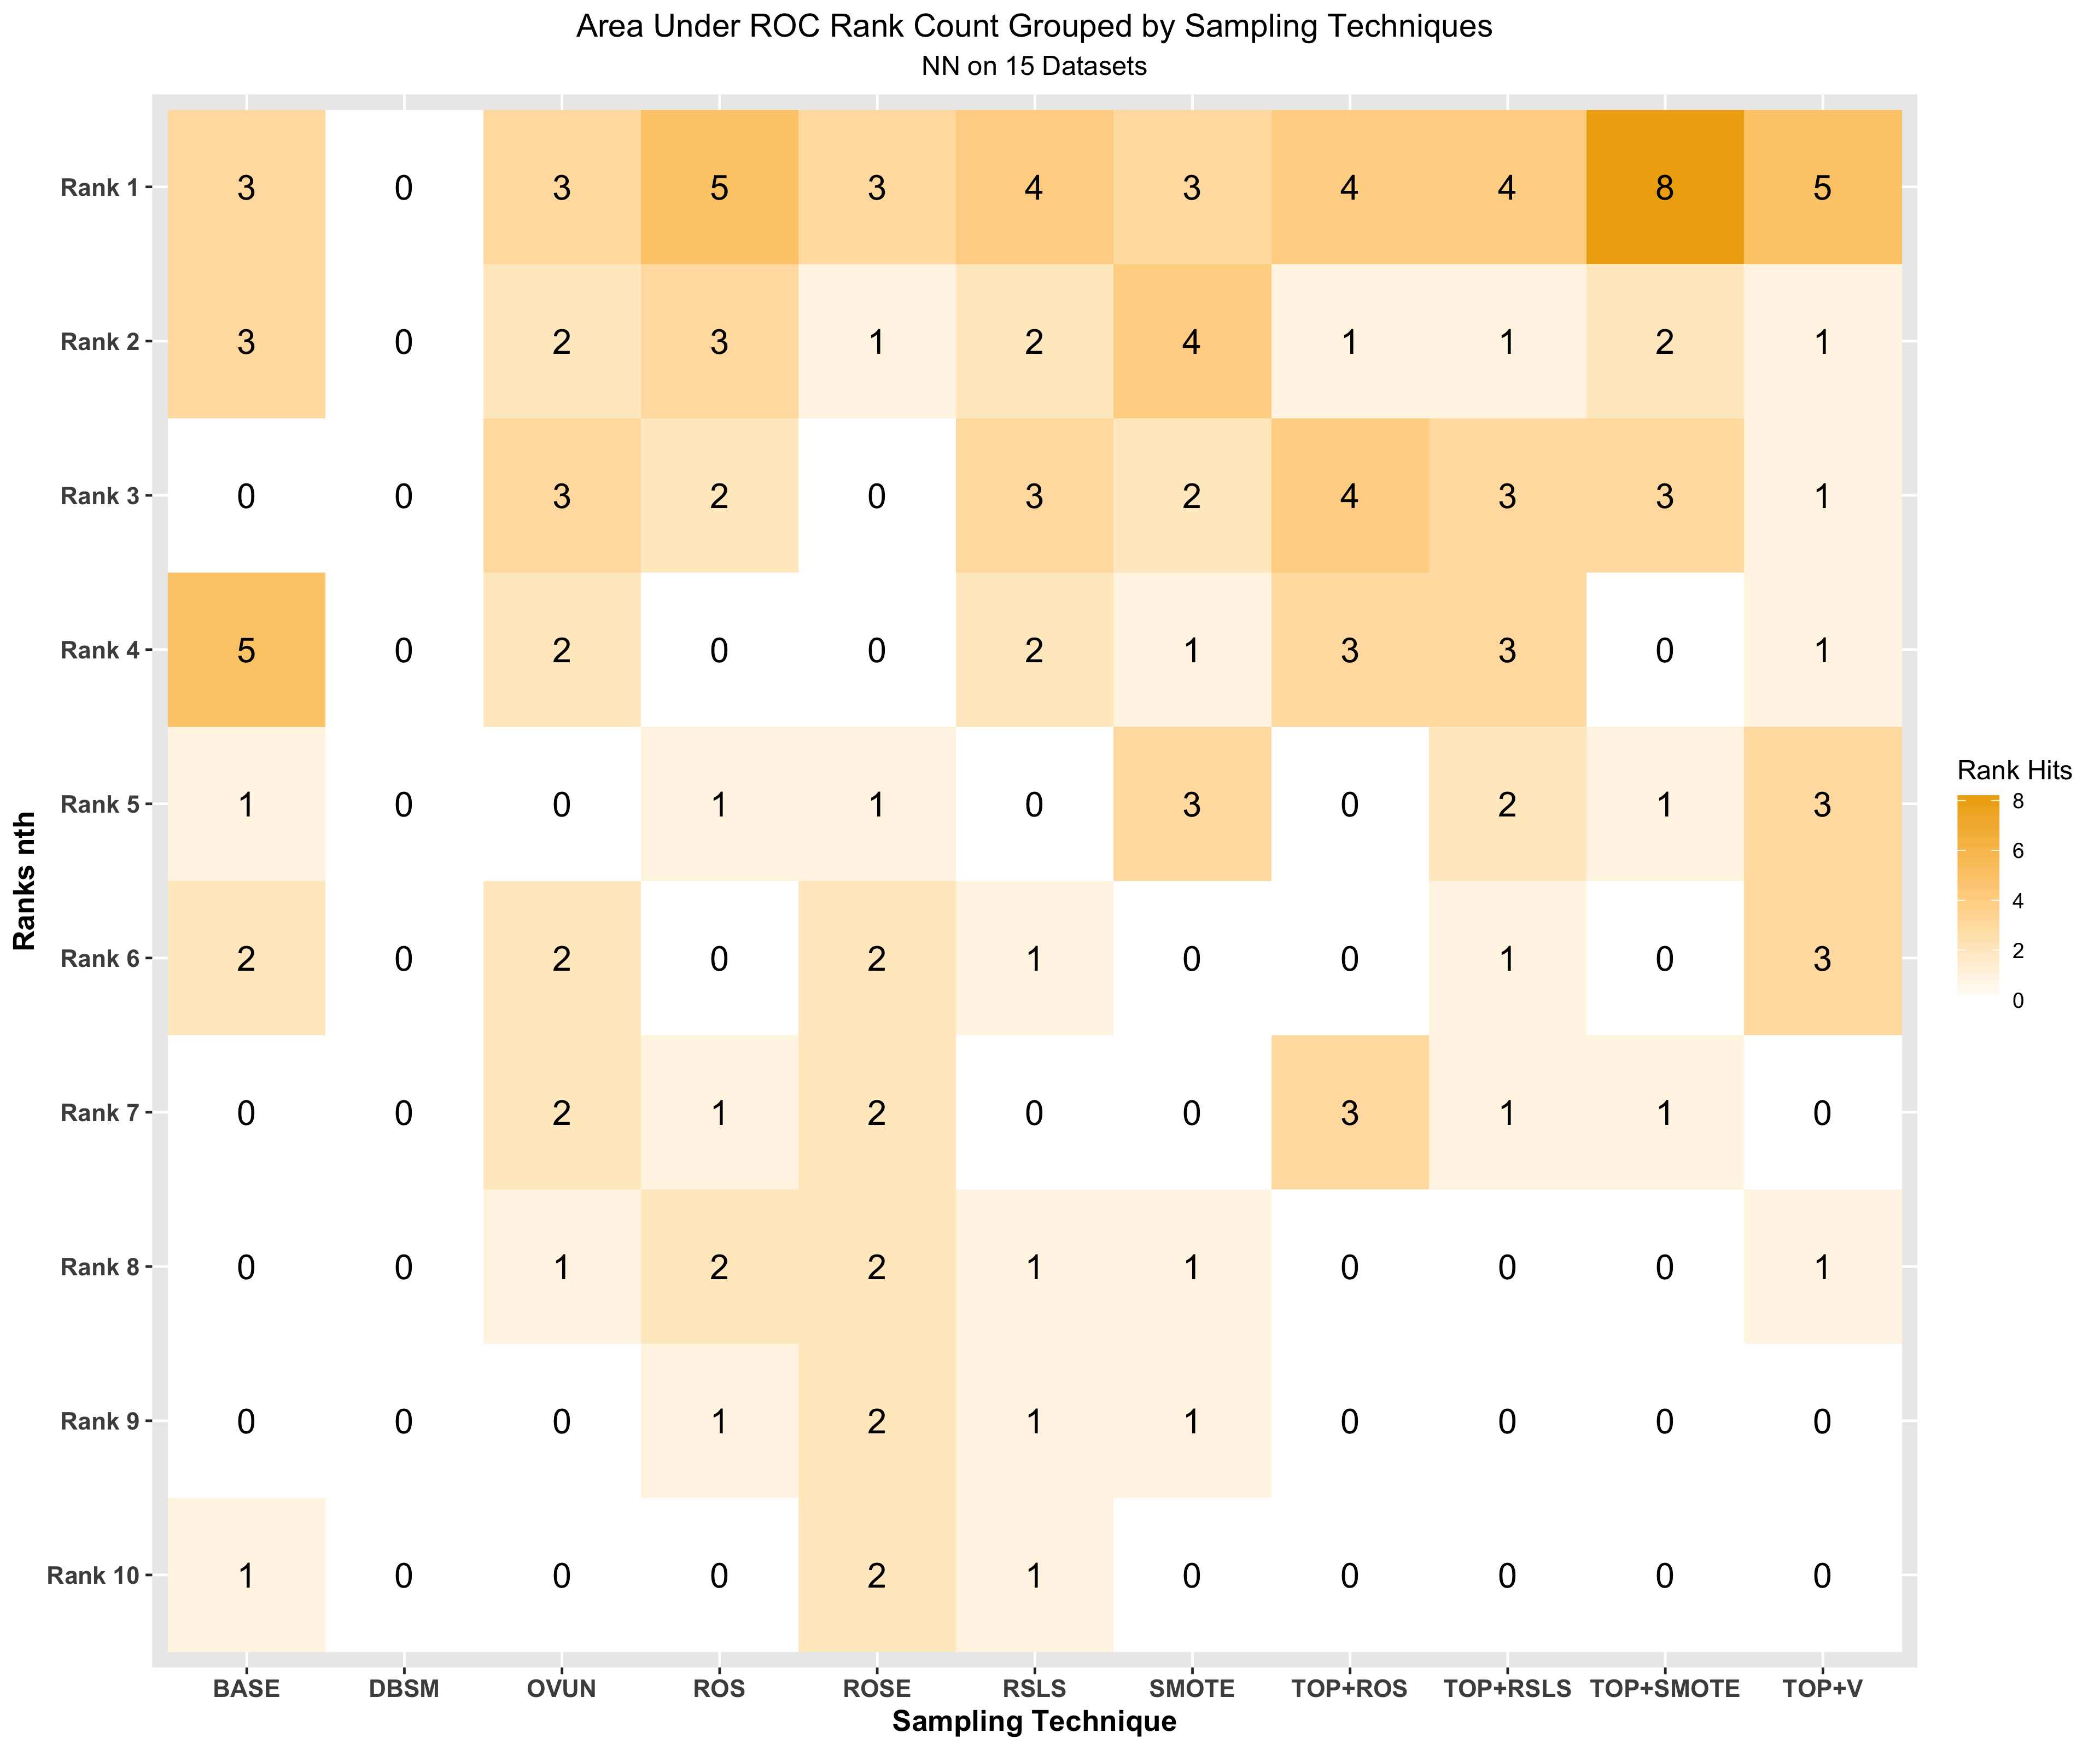 Area Under ROC Rank Count Grouped by Sampling Techniques
NN on 15 Datasets
Rank 1 3 0 3 5 3 4 3 4 4 8 5
Rank 2 3 0 2 3 1 2 4 1 1 2 1
Rank 3 0 0 3 2 0 3 2 4 3 3 1
Rank 4 5 0 2 0 0 2 1 3 3 0 1
Rank 5 1 0 0 1 1 0 3 0 2 1 3
Rank 6 2 0 2 0 2 1 0 0 1 0 3
Rank 7 0 0 2 1 2 0 0 3 1 1 0
Rank 8 0 0 1 2 2 1 1 0 0 0 1
Rank 9 0 0 0 1 2 1 1 0 0 0 0
Rank 10 1 0 0 0 2 1 0 0 0 0 0
BASE DBSM OVUN ROS ROSE RSLS SMOTE TOP+ROS TOP+RSLS TOP+SMOTE TOP+V
Sampling Technique
Ranks nth
Rank Hits
8
6
4
2
0